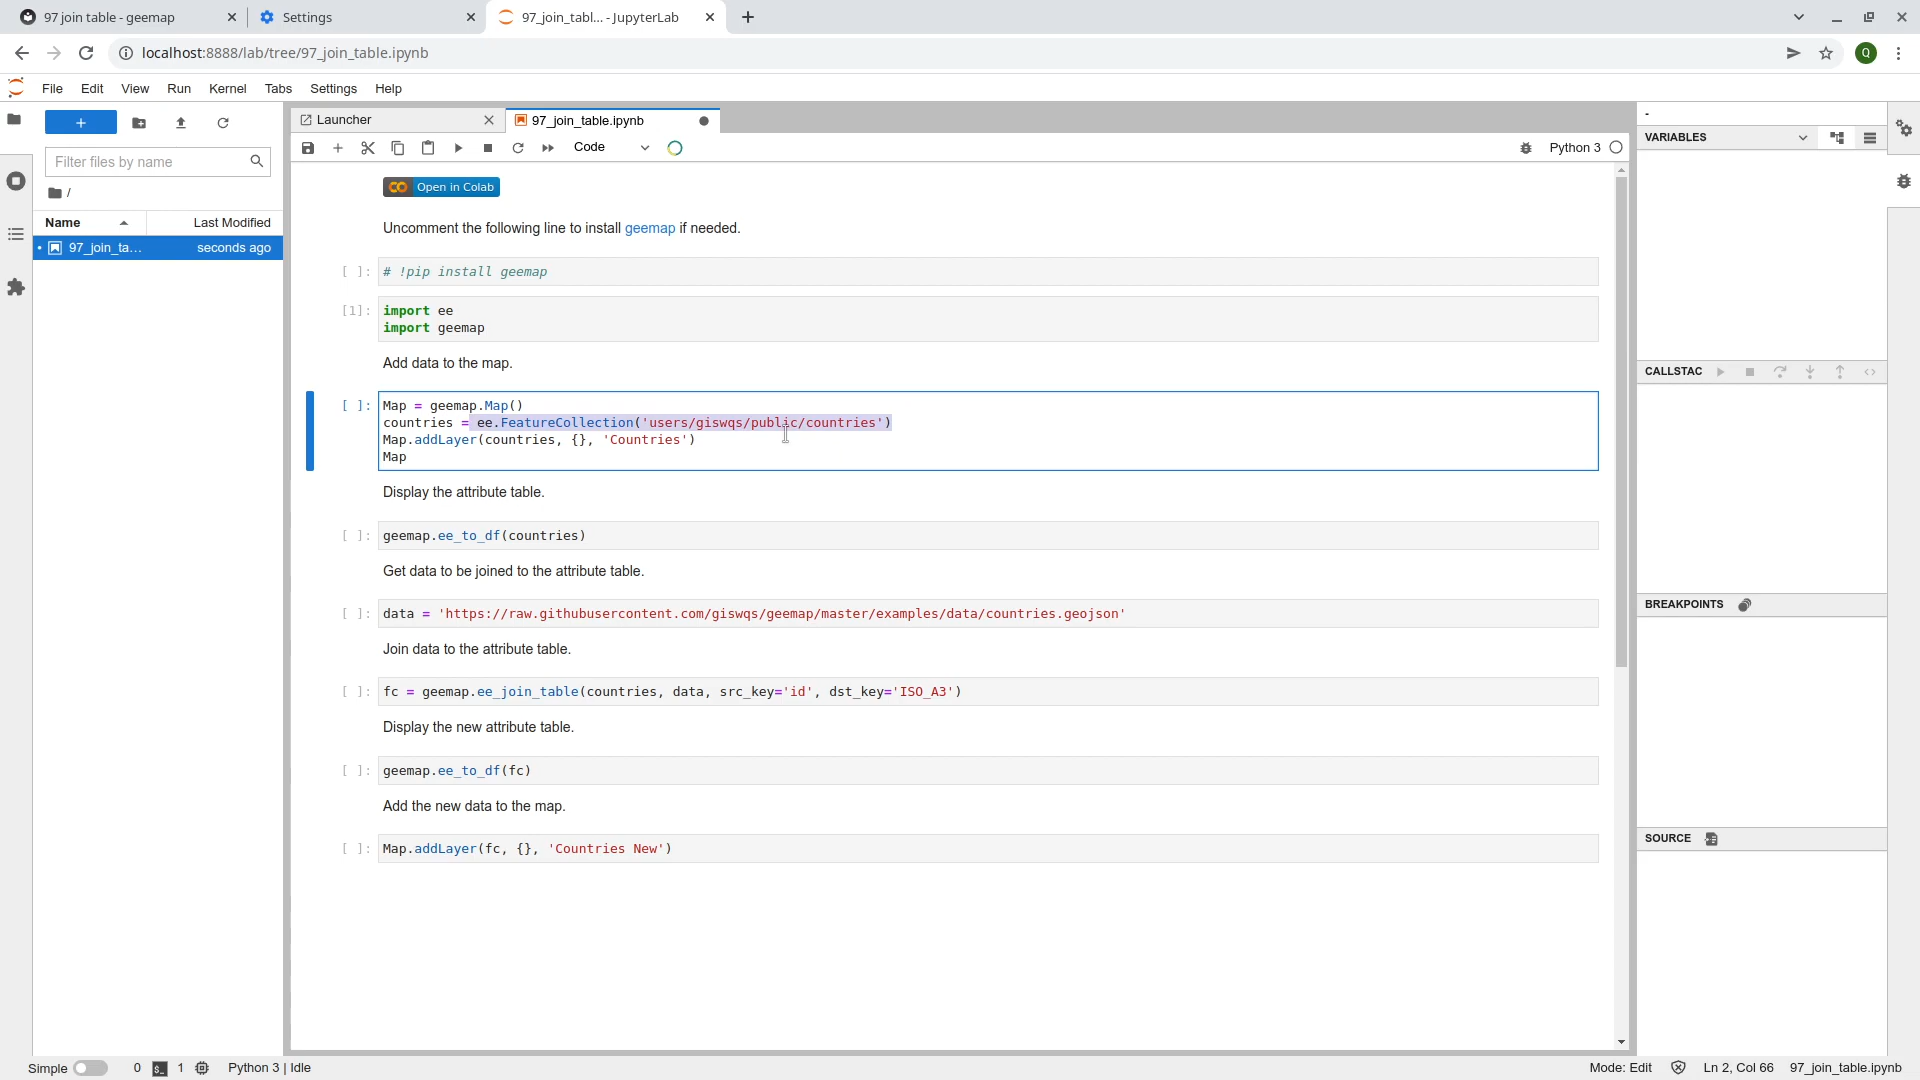 97 join table - geemap
Settings
97_join_tabl... - JupyterLab
localhost:8888/lab/tree/97_join_table.ipynb
Q
File Edit View Run Kernel Tabs Settings Help
Filter files by name
/
Name Last Modified
97_join_ta... seconds ago
Launcher
97_join_table.ipynb
Code
Python 3
Open in Colab
Uncomment the following line to install geemap if needed.
[ ]: # !pip install geemap
[1]: import ee
import geemap
Add data to the map.
[ ]: Map = geemap.Map()
countries = ee.FeatureCollection('users/giswqs/public/countries')
Map.addLayer(countries, {}, 'Countries')
Map
Display the attribute table.
[ ]: geemap.ee_to_df(countries)
Get data to be joined to the attribute table.
[ ]: data = 'https://raw.githubusercontent.com/giswqs/geemap/master/examples/data/countries.geojson'
Join data to the attribute table.
[ ]: fc = geemap.ee_join_table(countries, data, src_key='id', dst_key='ISO_A3')
Display the new attribute table.
[ ]: geemap.ee_to_df(fc)
Add the new data to the map.
[ ]: Map.addLayer(fc, {}, 'Countries New')
-
VARIABLES
CALLSTAC
BREAKPOINTS
SOURCE
Simple 0 1 Python 3 | Idle
Mode: Edit Ln 2, Col 66 97_join_table.ipynb